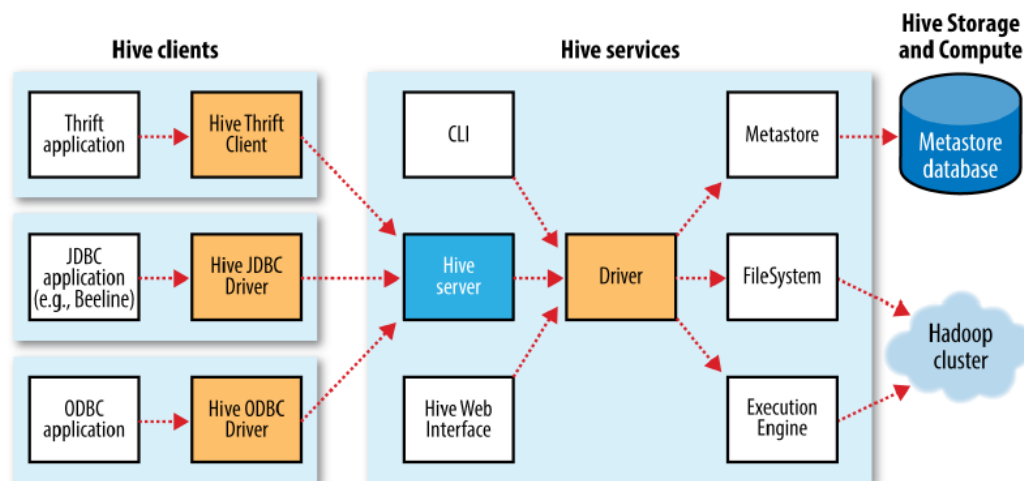 Hive clients
Thrift
application
Hive Thrift
Client
JDBC
application
(e.g., Beeline)
Hive JDBC
Driver
ODBC
application
Hive ODBC
Driver
Hive services
CLI
Hive
server
Hive Web
Interface
Driver
Metastore
FileSystem
Execution
Engine
Hive Storage
and Compute
Metastore
database
Hadoop
cluster